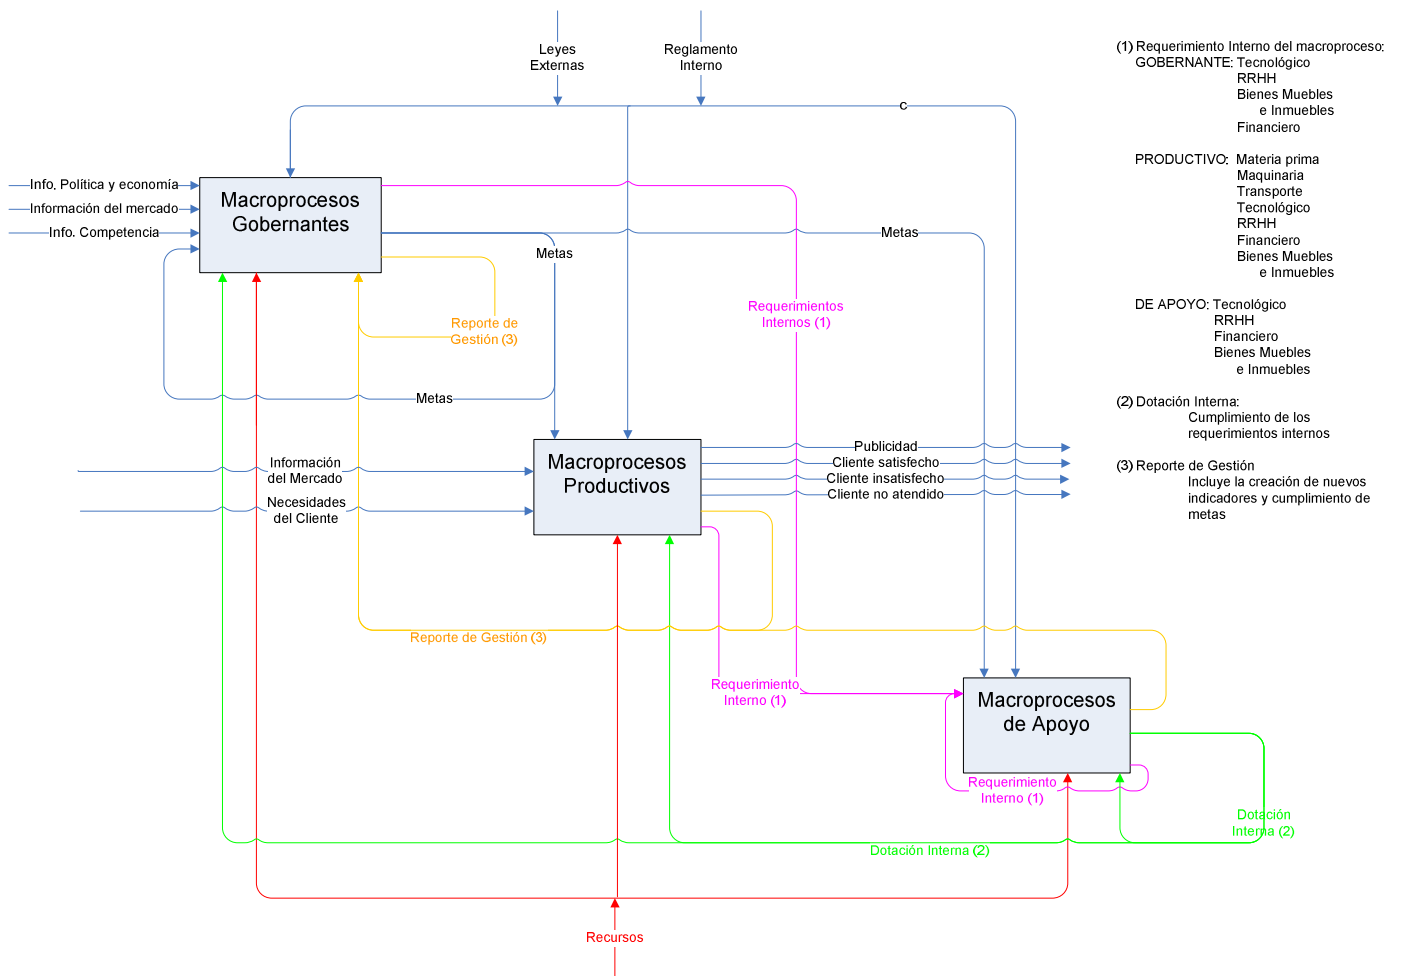 Leyes
Externas
Reglamento
Interno
c
Info. Política y economía
Información del mercado
Info. Competencia
Macroprocesos
Gobernantes
Metas
Metas
Requerimientos
Internos (1)
Reporte de
Gestión (3)
Metas
Información
del Mercado
Necesidades
del Cliente
Macroprocesos
Productivos
Publicidad
Cliente satisfecho
Cliente insatisfecho
Cliente no atendido
Reporte de Gestión (3)
Requerimiento
Interno (1)
Macroprocesos
de Apoyo
Requerimiento
Interno (1)
Dotación
Interna (2)
Dotación Interna (2)
Recursos
(1) Requerimiento Interno del macroproceso:
GOBERNANTE: Tecnológico
RRHH
Bienes Muebles
e Inmuebles
Financiero
PRODUCTIVO: Materia prima
Maquinaria
Transporte
Tecnológico
RRHH
Financiero
Bienes Muebles
e Inmuebles
DE APOYO: Tecnológico
RRHH
Financiero
Bienes Muebles
e Inmuebles
(2) Dotación Interna:
Cumplimiento de los
requerimientos internos
(3) Reporte de Gestión
Incluye la creación de nuevos
indicadores y cumplimiento de
metas